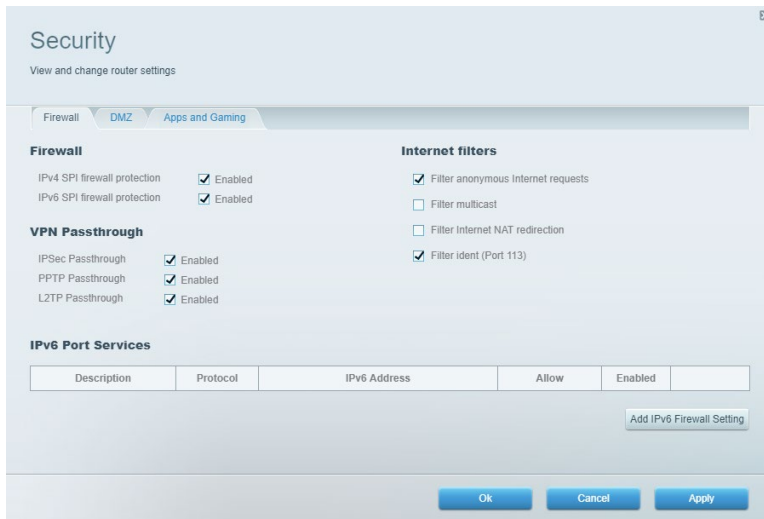 Security
View and change router settings
Firewall DMZ Apps and Gaming
Firewall
IPv4 SPI firewall protection Enabled
IPv6 SPI firewall protection Enabled
VPN Passthrough
IPSec Passthrough Enabled
PPTP Passthrough Enabled
L2TP Passthrough Enabled
Internet filters
Filter anonymous Internet requests
Filter multicast
Filter Internet NAT redirection
Filter ident (Port 113)
IPv6 Port Services
Description Protocol IPv6 Address Allow Enabled
Add IPv6 Firewall Setting
Ok Cancel Apply